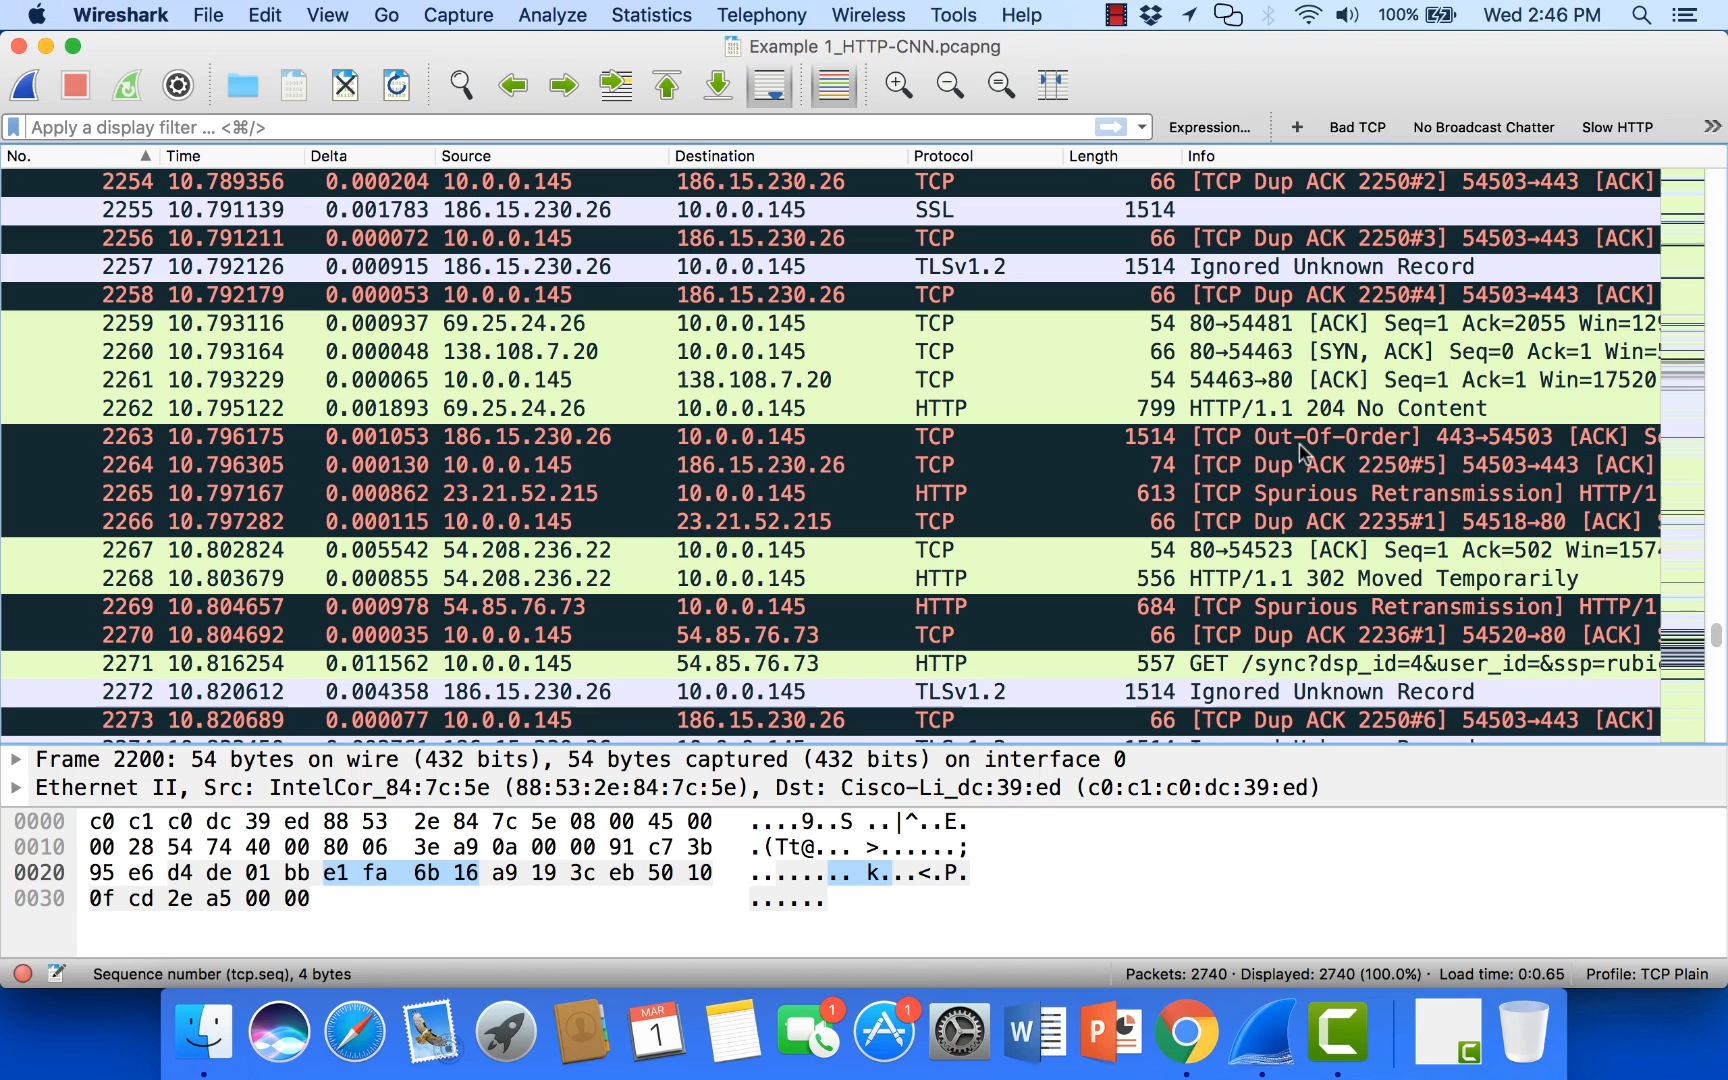 Wireshark File Edit View Go Capture Analyze Statistics Telephony Wireless Tools Help 100% Wed 2:46 PM
Example 1_HTTP-CNN.pcapng
Apply a display filter ... <⌘/> Expression... + Bad TCP No Broadcast Chatter Slow HTTP »
No. Time Delta Source Destination Protocol Length Info
2254 10.789356 0.000204 10.0.0.145 186.15.230.26 TCP 66 [TCP Dup ACK 2250#2] 54503→443 [ACK]
2255 10.791139 0.001783 186.15.230.26 10.0.0.145 SSL 1514
2256 10.791211 0.000072 10.0.0.145 186.15.230.26 TCP 66 [TCP Dup ACK 2250#3] 54503→443 [ACK]
2257 10.792126 0.000915 186.15.230.26 10.0.0.145 TLSv1.2 1514 Ignored Unknown Record
2258 10.792179 0.000053 10.0.0.145 186.15.230.26 TCP 66 [TCP Dup ACK 2250#4] 54503→443 [ACK]
2259 10.793116 0.000937 69.25.24.26 10.0.0.145 TCP 54 80→54481 [ACK] Seq=1 Ack=2055 Win=12
2260 10.793164 0.000048 138.108.7.20 10.0.0.145 TCP 66 80→54463 [SYN, ACK] Seq=0 Ack=1 Win=
2261 10.793229 0.000065 10.0.0.145 138.108.7.20 TCP 54 54463→80 [ACK] Seq=1 Ack=1 Win=17520
2262 10.795122 0.001893 69.25.24.26 10.0.0.145 HTTP 799 HTTP/1.1 204 No Content
2263 10.796175 0.001053 186.15.230.26 10.0.0.145 TCP 1514 [TCP Out-Of-Order] 443→54503 [ACK] S
2264 10.796305 0.000130 10.0.0.145 186.15.230.26 TCP 74 [TCP Dup ACK 2250#5] 54503→443 [ACK]
2265 10.797167 0.000862 23.21.52.215 10.0.0.145 HTTP 613 [TCP Spurious Retransmission] HTTP/1
2266 10.797282 0.000115 10.0.0.145 23.21.52.215 TCP 66 [TCP Dup ACK 2235#1] 54518→80 [ACK]
2267 10.802824 0.005542 54.208.236.22 10.0.0.145 TCP 54 80→54523 [ACK] Seq=1 Ack=502 Win=157
2268 10.803679 0.000855 54.208.236.22 10.0.0.145 HTTP 556 HTTP/1.1 302 Moved Temporarily
2269 10.804657 0.000978 54.85.76.73 10.0.0.145 HTTP 684 [TCP Spurious Retransmission] HTTP/1
2270 10.804692 0.000035 10.0.0.145 54.85.76.73 TCP 66 [TCP Dup ACK 2236#1] 54520→80 [ACK]
2271 10.816254 0.011562 10.0.0.145 54.85.76.73 HTTP 557 GET /sync?dsp_id=4&user_id=&ssp=rubi
2272 10.820612 0.004358 186.15.230.26 10.0.0.145 TLSv1.2 1514 Ignored Unknown Record
2273 10.820689 0.000077 10.0.0.145 186.15.230.26 TCP 66 [TCP Dup ACK 2250#6] 54503→443 [ACK]
Frame 2200: 54 bytes on wire (432 bits), 54 bytes captured (432 bits) on interface 0
Ethernet II, Src: IntelCor_84:7c:5e (88:53:2e:84:7c:5e), Dst: Cisco-Li_dc:39:ed (c0:c1:c0:dc:39:ed)
0000 c0 c1 c0 dc 39 ed 88 53 2e 84 7c 5e 08 00 45 00 ....9..S ..|^..E.
0010 00 28 54 74 40 00 80 06 3e a9 0a 00 00 91 c7 3b .(Tt@... >......;
0020 95 e6 d4 de 01 bb e1 fa 6b 16 a9 19 3c eb 50 10 ........ k...<.P.
0030 0f cd 2e a5 00 00 ......
Sequence number (tcp.seq), 4 bytes Packets: 2740 · Displayed: 2740 (100.0%) · Load time: 0:0.65 Profile: TCP Plain
MAR
1
1
1
W
P
C
C